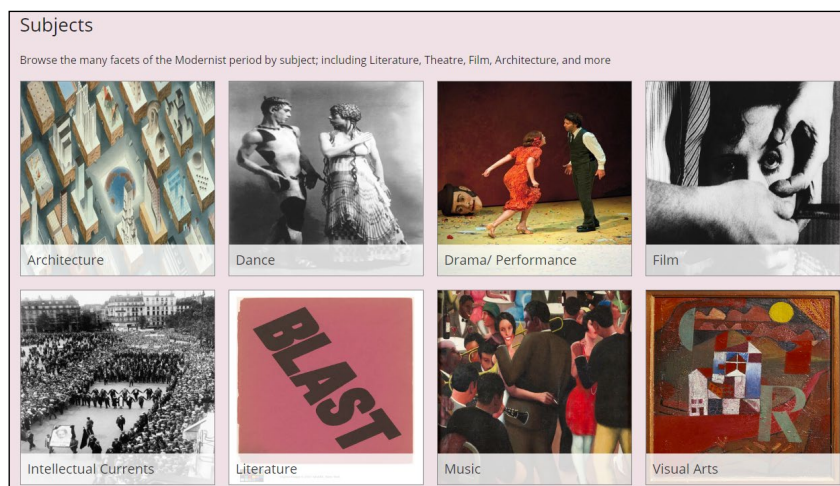 Subjects
Browse the many facets of the Modernist period by subject; including Literature, Theatre, Film, Architecture, and more
Architecture
Dance
Drama/ Performance
Film
BLAST
R
Intellectual Currents
Literature
Music
Visual Arts